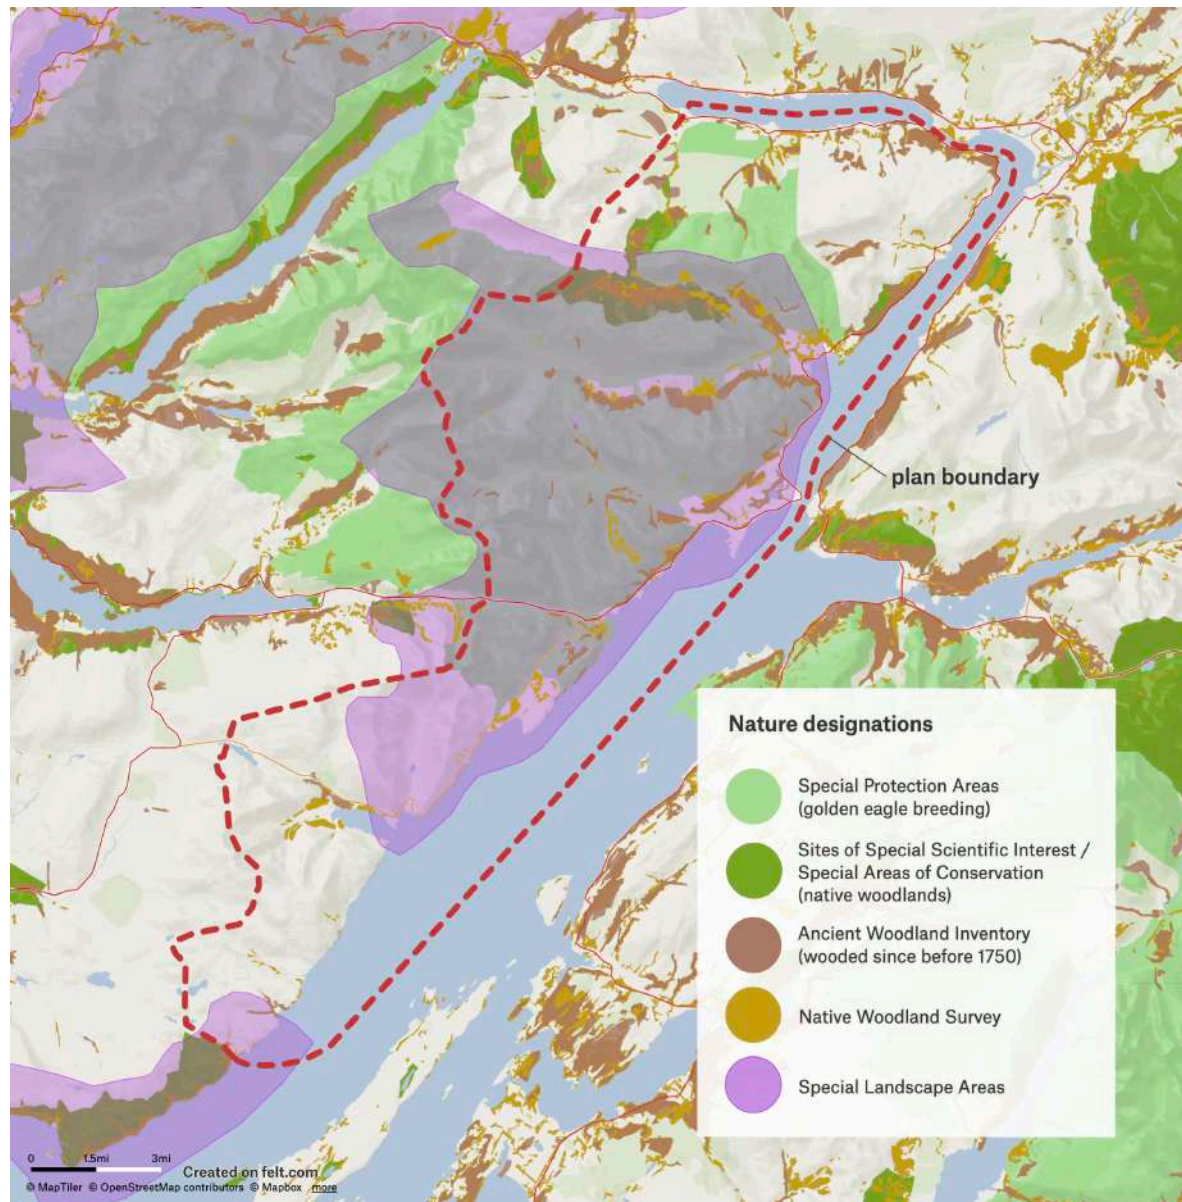 plan boundary
Nature designations
Special Protection Areas
(golden eagle breeding)
Sites of Special Scientific Interest /
Special Areas of Conservation
(native woodlands)
Ancient Woodland Inventory
(wooded since before 1750)
Native Woodland Survey
Special Landscape Areas
0 1.5mi 3mi
Created on felt.com
© MapTiler © OpenStreetMap contributors © Mapbox more